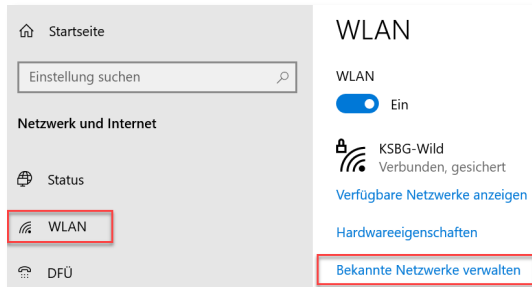 Startseite
Einstellung suchen
Netzwerk und Internet
Status
WLAN
DFÜ
WLAN
WLAN
Ein
KSBG-Wild
Verbunden, gesichert
Verfügbare Netzwerke anzeigen
Hardwareeigenschaften
Bekannte Netzwerke verwalten